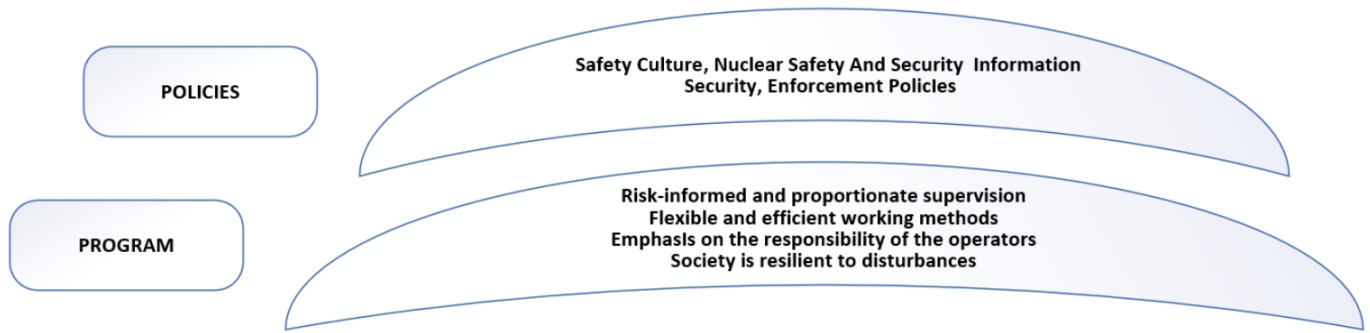 POLICIES
Safety Culture, Nuclear Safety And Security  Information
Security, Enforcement PolicIes
PROGRAM
Risk-informed and proportionate supervision
Flexible and efficient working methods
EmphasIs on the responsibility of the operators
Society is resilient to disturbances